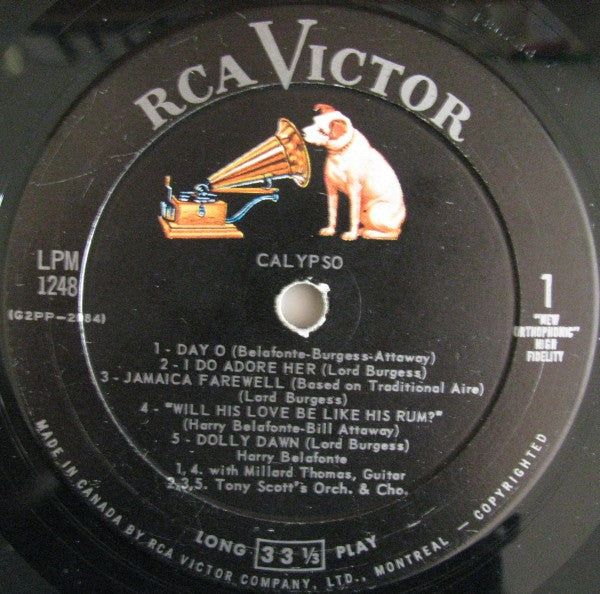 RCA VICTOR
CALYPSO
LPM
1248
(G2PP-2984)
1
"NEW
ORTHOPHONIC"
HIGH
FIDELITY
1 - DAY O (Belafonte-Burgess-Attaway)
2 - I DO ADORE HER (Lord Burgess)
3 - JAMAICA FAREWELL (Based on Traditional Aire)
(Lord Burgess)
4 - "WILL HIS LOVE BE LIKE HIS RUM?"
(Harry Belafonte-Bill Attaway)
5 - DOLLY DAWN (Lord Burgess)
Harry Belafonte
1, 4. with Millard Thomas, Guitar
2,3,5. Tony Scott's Orch. & Cho.
LONG 33 1/3 PLAY
MADE IN CANADA BY RCA VICTOR COMPANY, LTD., MONTREAL - COPYRIGHTED